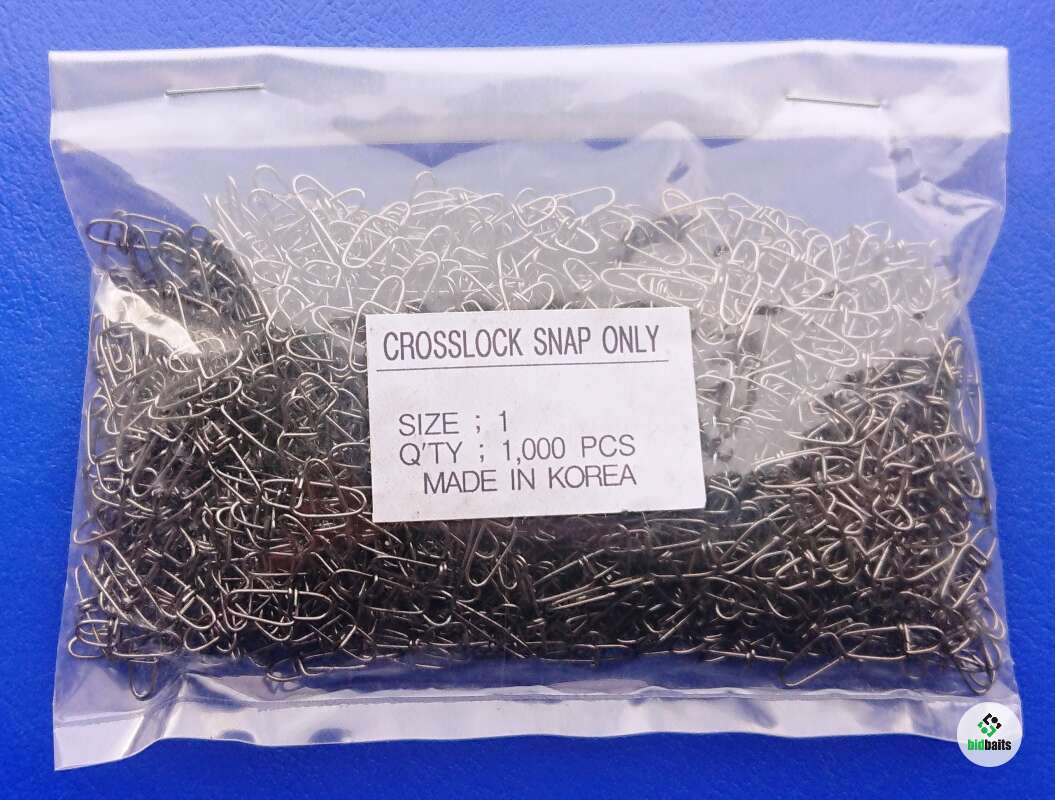 CROSSLOCK SNAP ONLY
SIZE ; 1
Q'TY ; 1,000 PCS
MADE IN KOREA
bidbaits